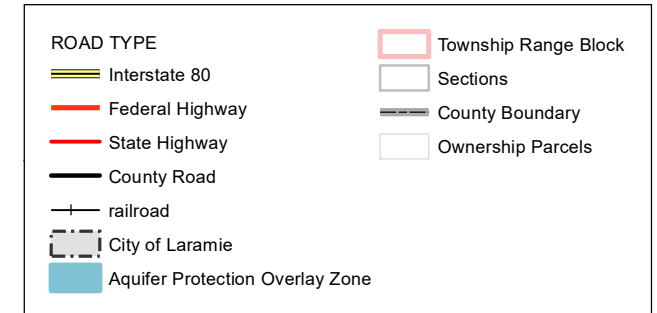 ROAD TYPE
Interstate 80
Federal Highway
State Highway
County Road
railroad
City of Laramie
Aquifer Protection Overlay Zone
Township Range Block
Sections
County Boundary
Ownership Parcels